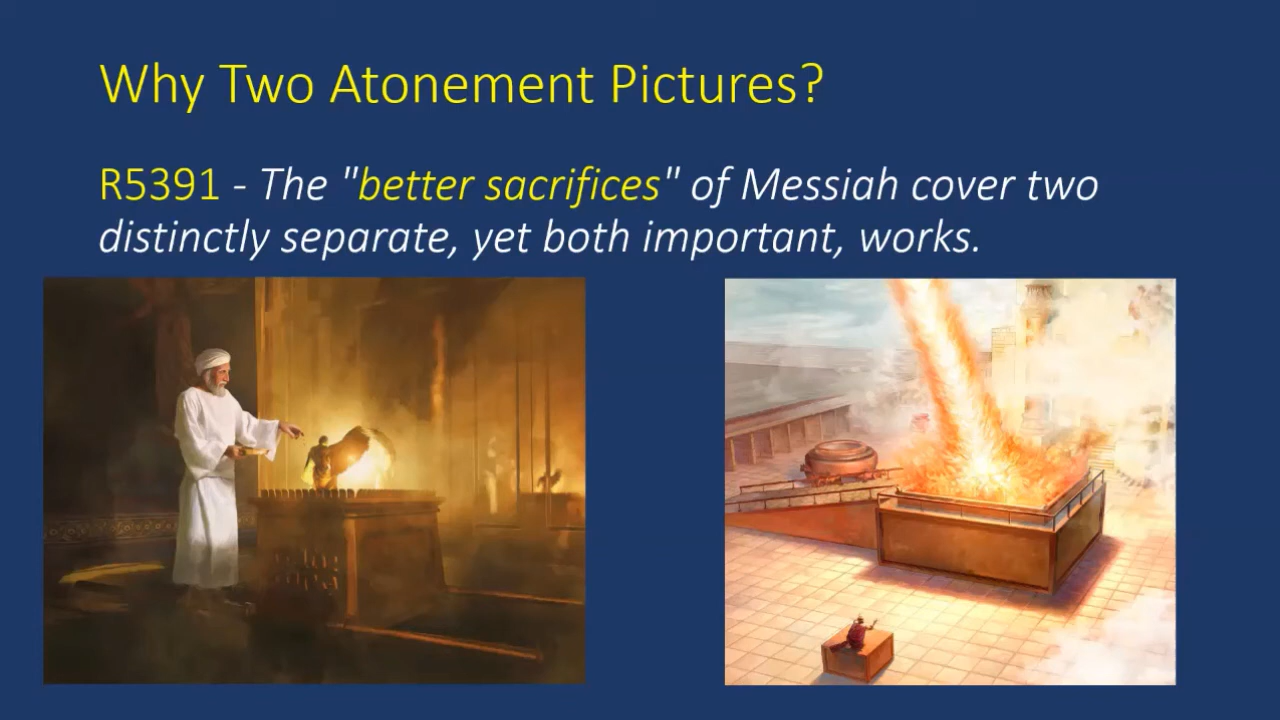 Why Two Atonement Pictures?
R5391 - The "better sacrifices" of Messiah cover two
distinctly separate, yet both important, works.